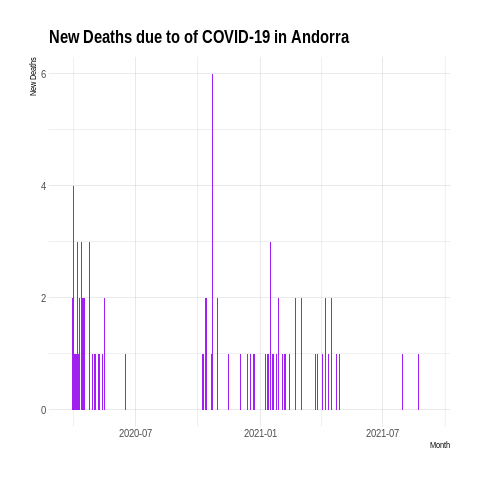 New Deaths due to of COVID-19 in Andorra
New Deaths
6
4
2
0
2020-07
2021-01
2021-07
Month